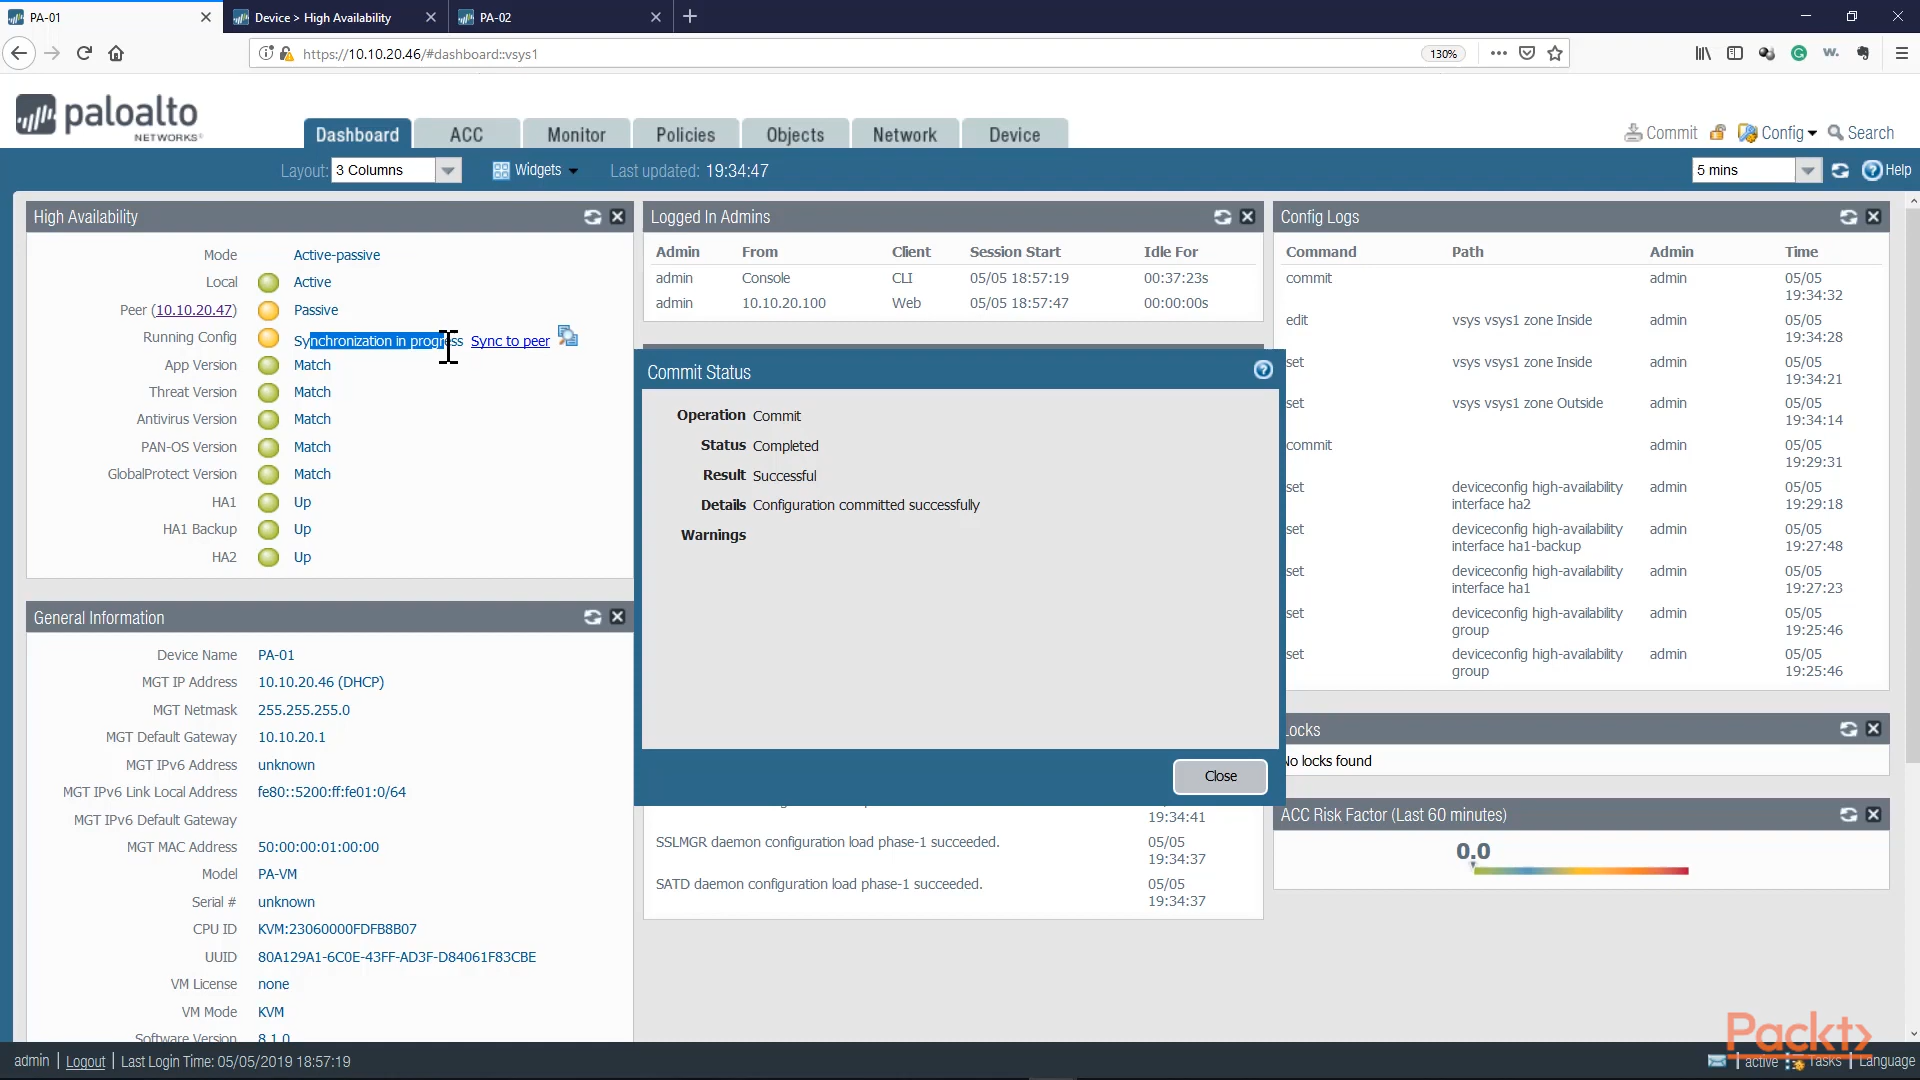 PA-01
Device > High Availability
PA-02
https://10.10.20.46/#dashboard::vsys1
130%
paloalto
NETWORKS
Dashboard
ACC
Monitor
Policies
Objects
Network
Device
Commit
Config
Search
Layout: 3 Columns
Widgets
Last updated: 19:34:47
5 mins
Help
High Availability
Mode Active-passive
Local Active
Peer (10.10.20.47) Passive
Running Config Synchronization in progress Sync to peer
App Version Match
Threat Version Match
Antivirus Version Match
PAN-OS Version Match
GlobalProtect Version Match
HA1 Up
HA1 Backup Up
HA2 Up
General Information
Device Name PA-01
MGT IP Address 10.10.20.46 (DHCP)
MGT Netmask 255.255.255.0
MGT Default Gateway 10.10.20.1
MGT IPv6 Address unknown
MGT IPv6 Link Local Address fe80::5200:ff:fe01:0/64
MGT IPv6 Default Gateway
MGT MAC Address 50:00:00:01:00:00
Model PA-VM
Serial # unknown
CPU ID KVM:23060000FDFB8B07
UUID 80A129A1-6C0E-43FF-AD3F-D84061F83CBE
VM License none
VM Mode KVM
Software Version 8.1.0
Logged In Admins
Admin From Client Session Start Idle For
admin Console CLI 05/05 18:57:19 00:37:23s
admin 10.10.20.100 Web 05/05 18:57:47 00:00:00s
Commit Status
Operation Commit
Status Completed
Result Successful
Details Configuration committed successfully
Warnings
Close
19:34:41
SSLMGR daemon configuration load phase-1 succeeded. 05/05
19:34:37
SATD daemon configuration load phase-1 succeeded. 05/05
19:34:37
Config Logs
Command Path Admin Time
commit admin 05/05
19:34:32
edit vsys vsys1 zone Inside admin 05/05
19:34:28
set vsys vsys1 zone Inside admin 05/05
19:34:21
set vsys vsys1 zone Outside admin 05/05
19:34:14
commit admin 05/05
19:29:31
set deviceconfig high-availability admin 05/05
interface ha2 19:29:18
set deviceconfig high-availability admin 05/05
interface ha1-backup 19:27:48
set deviceconfig high-availability admin 05/05
interface ha1 19:27:23
set deviceconfig high-availability admin 05/05
group 19:25:46
set deviceconfig high-availability admin 05/05
group 19:25:46
Locks
No locks found
ACC Risk Factor (Last 60 minutes)
0.0
Packt>
admin | Logout | Last Login Time: 05/05/2019 18:57:19
active | Tasks | Language